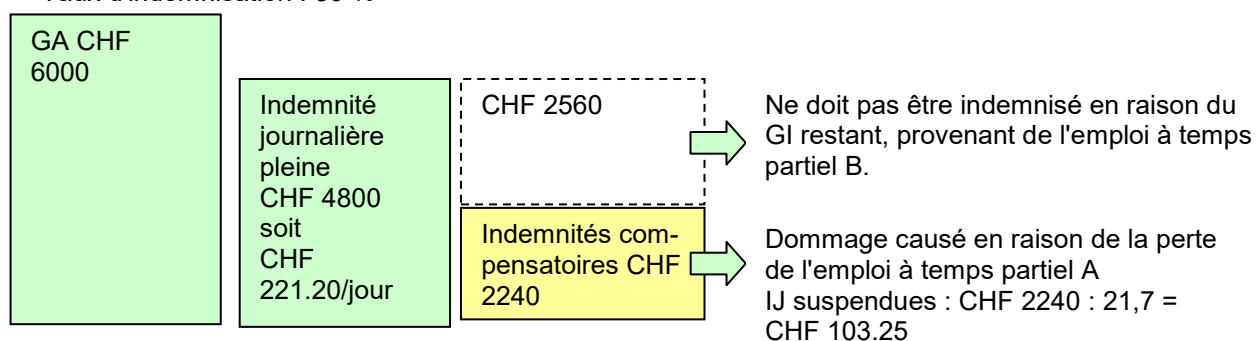 Taux d'indemnisation : 80 %
GA CHF
6000
Indemnité
journalière
pleine
CHF 4800
soit
CHF
221.20/jour
CHF 2560
Ne doit pas être indemnisé en raison du
GI restant, provenant de l'emploi à temps
partiel B.
Indemnités com-
pensatoires CHF
2240
Dommage causé en raison de la perte
de l'emploi à temps partiel A
IJ suspendues : CHF 2240 : 21,7 =
CHF 103.25